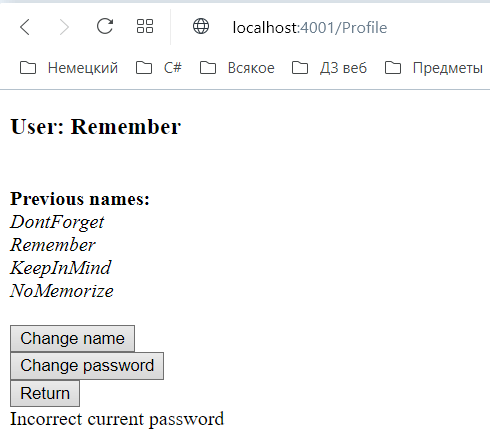 localhost:4001/Profile
Немецкий C# Всякое ДЗ веб Предметы
User: Remember
Previous names:
DontForget
Remember
KeepInMind
NoMemorize
Change name
Change password
Return
Incorrect current password